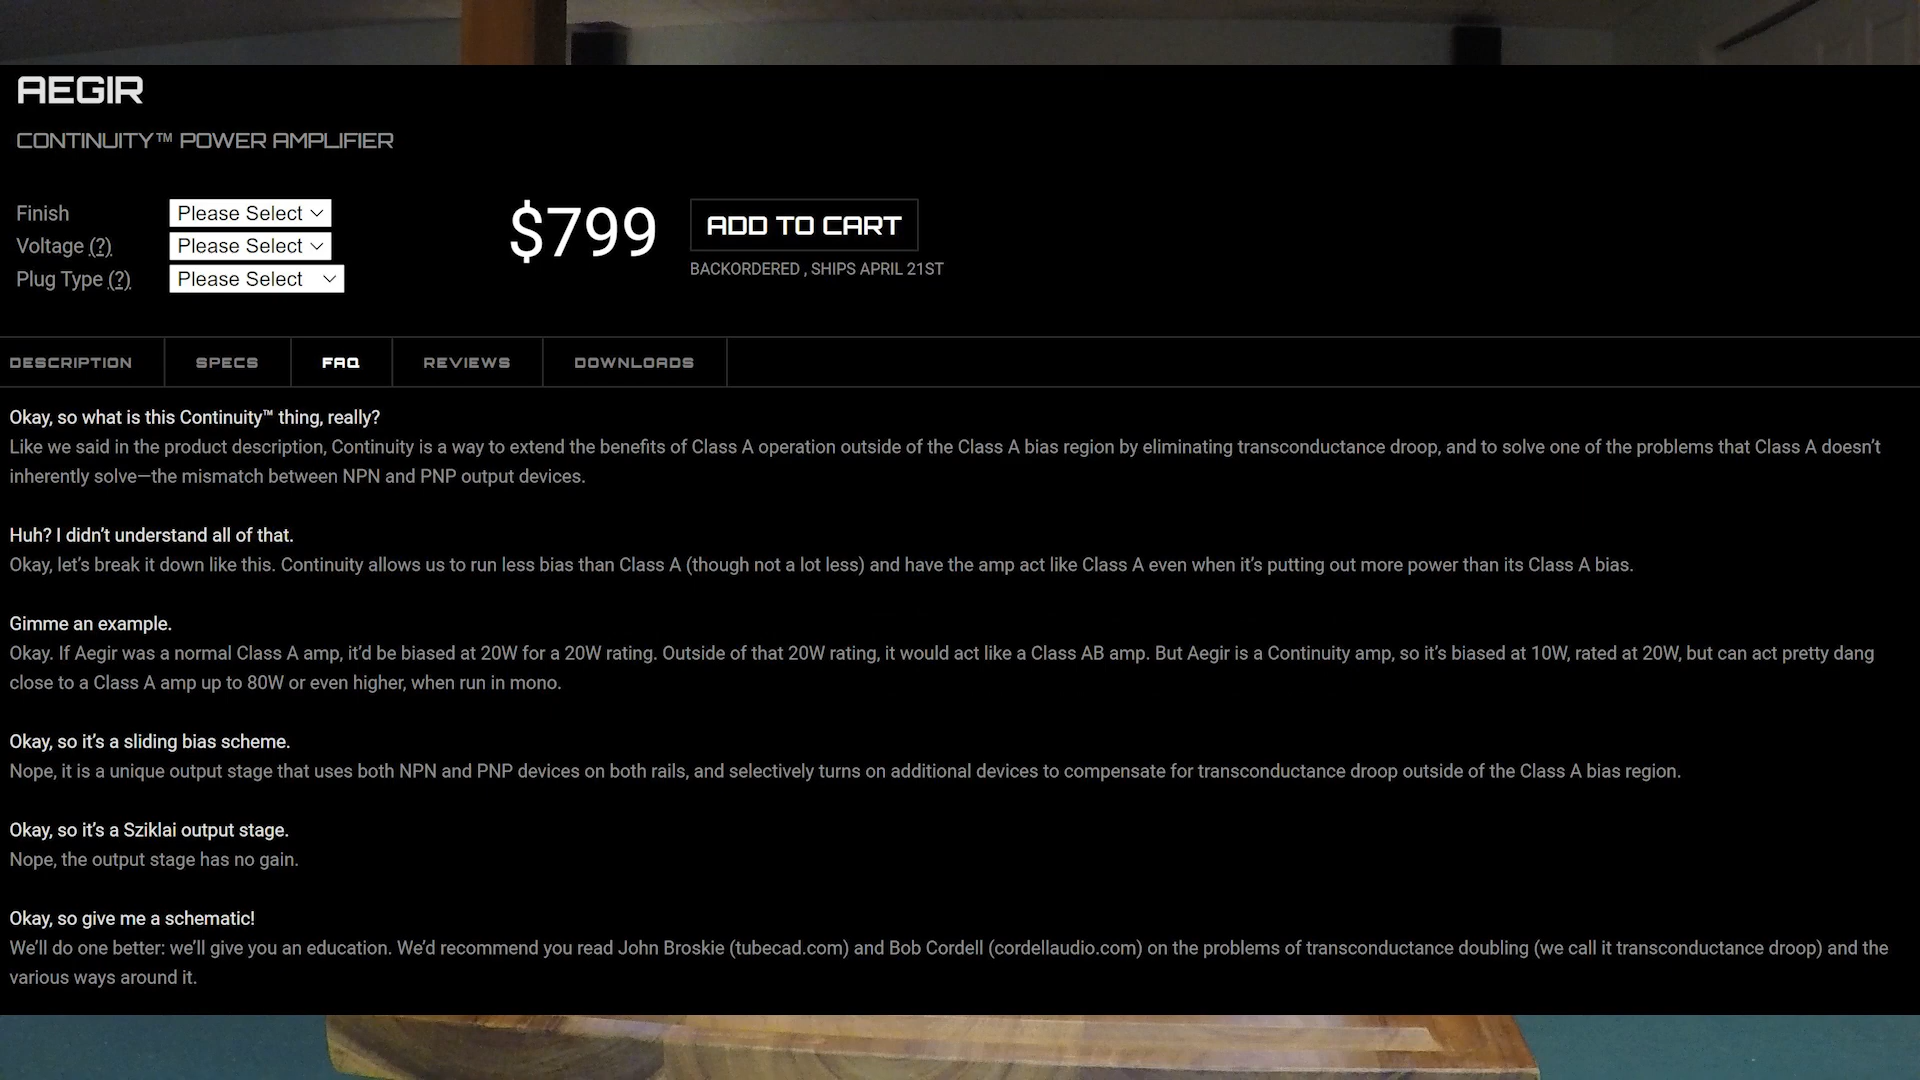 AEGIR
CONTINUITY™ POWER AMPLIFIER
Finish Please Select
Voltage (?) Please Select
Plug Type (?) Please Select
$799
ADD TO CART
BACKORDERED , SHIPS APRIL 21ST
DESCRIPTION SPECS FAQ REVIEWS DOWNLOADS
Okay, so what is this Continuity™ thing, really?
Like we said in the product description, Continuity is a way to extend the benefits of Class A operation outside of the Class A bias region by eliminating transconductance droop, and to solve one of the problems that Class A doesn’t
inherently solve—the mismatch between NPN and PNP output devices.
Huh? I didn’t understand all of that.
Okay, let’s break it down like this. Continuity allows us to run less bias than Class A (though not a lot less) and have the amp act like Class A even when it’s putting out more power than its Class A bias.
Gimme an example.
Okay. If Aegir was a normal Class A amp, it’d be biased at 20W for a 20W rating. Outside of that 20W rating, it would act like a Class AB amp. But Aegir is a Continuity amp, so it’s biased at 10W, rated at 20W, but can act pretty dang
close to a Class A amp up to 80W or even higher, when run in mono.
Okay, so it’s a sliding bias scheme.
Nope, it is a unique output stage that uses both NPN and PNP devices on both rails, and selectively turns on additional devices to compensate for transconductance droop outside of the Class A bias region.
Okay, so it’s a Sziklai output stage.
Nope, the output stage has no gain.
Okay, so give me a schematic!
We’ll do one better: we’ll give you an education. We’d recommend you read John Broskie (tubecad.com) and Bob Cordell (cordellaudio.com) on the problems of transconductance doubling (we call it transconductance droop) and the
various ways around it.